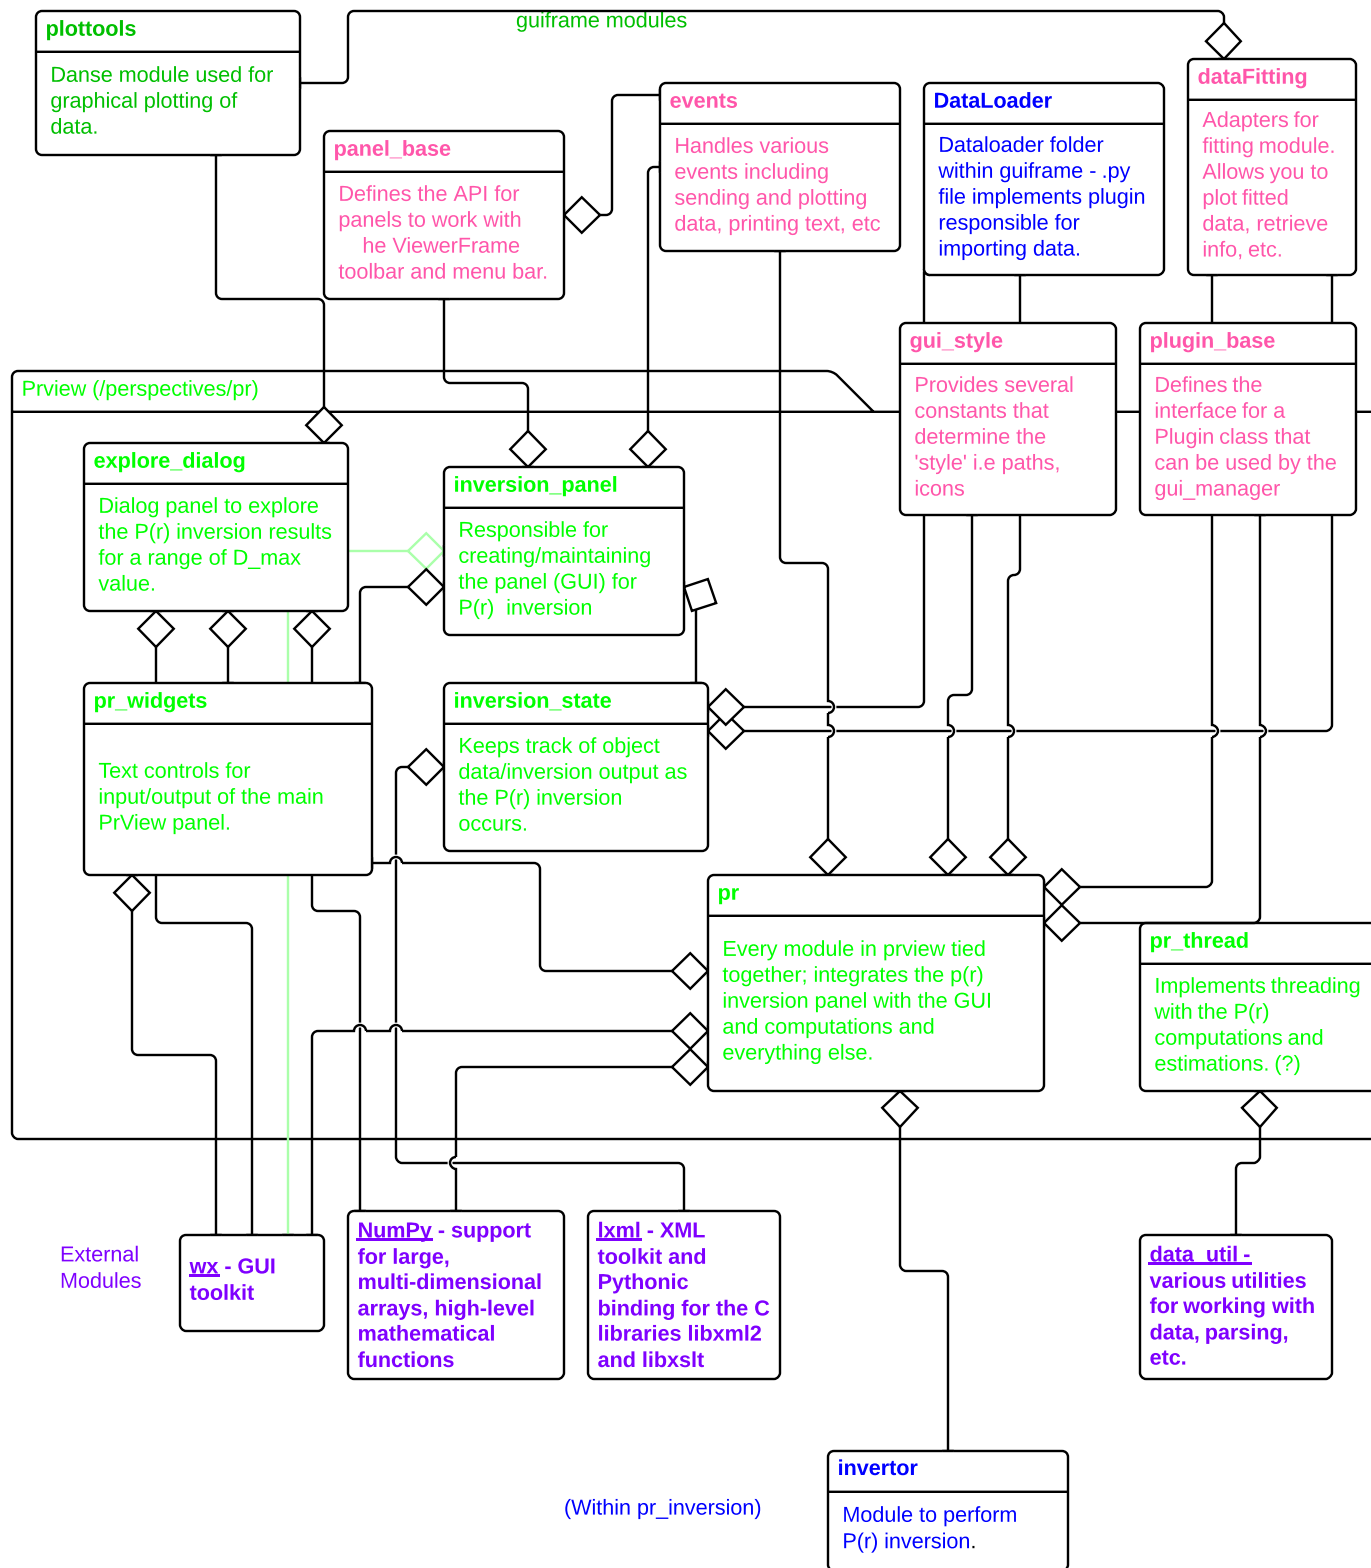 guiframe modules
plottools
Danse module used for
graphical plotting of
data.
panel_base
Defines the API for
panels to work with
he ViewerFrame
toolbar and menu bar.
events
Handles various
events including
sending and plotting
data, printing text, etc
DataLoader
Dataloader folder
within guiframe - .py
file implements plugin
responsible for
importing data.
dataFitting
Adapters for
fitting module.
Allows you to
plot fitted
data, retrieve
info, etc.
gui_style
Provides several
constants that
determine the
'style' i.e paths,
icons
plugin_base
Defines the
interface for a
Plugin class that
can be used by the
gui_manager
Prview (/perspectives/pr)
explore_dialog
Dialog panel to explore
the P(r) inversion results
for a range of D_max
value.
inversion_panel
Responsible for
creating/maintaining
the panel (GUI) for
P(r)  inversion
pr_widgets
Text controls for
input/output of the main
PrView panel.
inversion_state
Keeps track of object
data/inversion output as
the P(r) inversion
occurs.
pr
Every module in prview tied
together; integrates the p(r)
inversion panel with the GUI
and computations and
everything else.
pr_thread
Implements threading
with the P(r)
computations and
estimations. (?)
External
Modules
wx - GUI
toolkit
NumPy - support
for large,
multi-dimensional
arrays, high-level
mathematical
functions
lxml - XML
toolkit and
Pythonic
binding for the C
libraries libxml2
and libxslt
data_util -
various utilities
for working with
data, parsing,
etc.
(Within pr_inversion)
invertor
Module to perform
P(r) inversion.